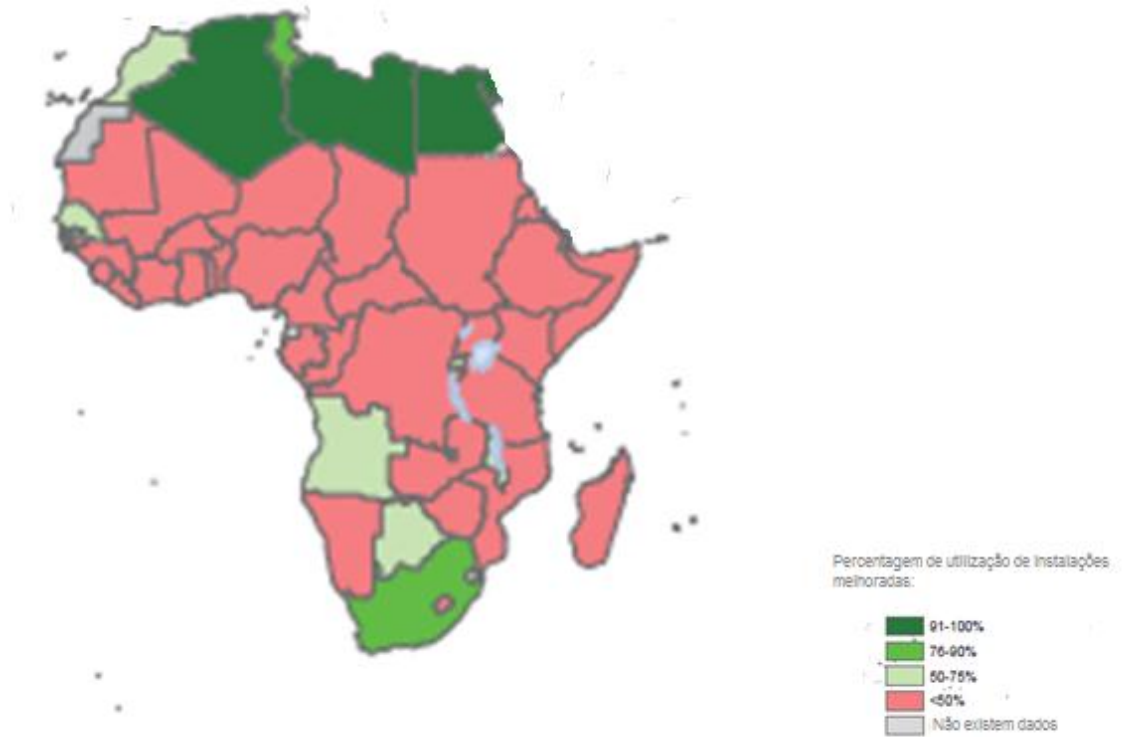 Percentagem de utilização de Instalações
melhoradas:
91-100%
76-90%
50-75%
<50%
Não existem dados